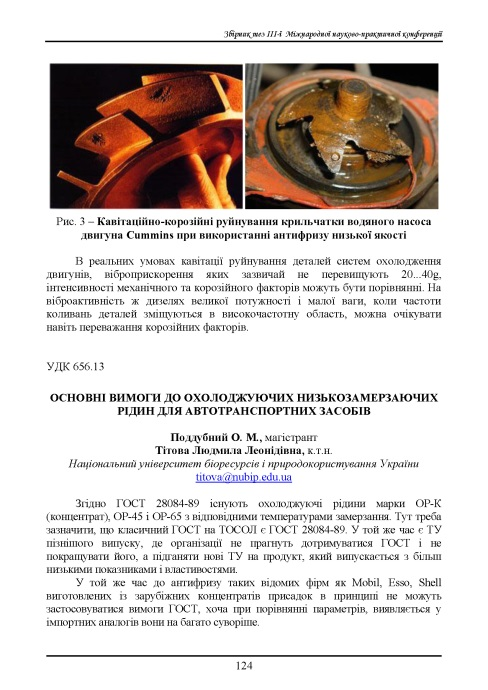 Збірник тез III-ї Міжнародної науково-практичної конференції
Рис. 3 – Кавітаційно-корозійні руйнування крильчатки водяного насоса
двигуна Cummins при використанні антифризу низької якості
В реальних умовах кавітації руйнування деталей систем охолодження
двигунів, віброприскорення яких зазвичай не перевищують 20...40g,
інтенсивності механічного та корозійного факторів можуть бути порівнянні. На
віброактивність ж дизелях великої потужності і малої ваги, коли частоти
коливань деталей зміщуються в високочастотну область, можна очікувати
навіть переважання корозійних факторів.
УДК 656.13
ОСНОВНІ ВИМОГИ ДО ОХОЛОДЖУЮЧИХ НИЗЬКОЗАМЕРЗАЮЧИХ
РІДИН ДЛЯ АВТОТРАНСПОРТНИХ ЗАСОБІВ
Поддубний О. М., магістрант
Тітова Людмила Леонідівна, к.т.н.
Національний університет біоресурсів і природокористування України
titova@nubip.edu.ua
Згідно ГОСТ 28084-89 існують охолоджуючі рідини марки ОР-К
(концентрат), ОР-45 і ОР-65 з відповідними температурами замерзання. Тут треба
зазначити, що класичний ГОСТ на ТОСОЛ є ГОСТ 28084-89. У той же час є ТУ
пізнішого випуску, де організації не прагнуть дотримуватися ГОСТ і не
покращувати його, а підганяти нові ТУ на продукт, який випускається з більш
низькими показниками і властивостями.
У той же час до антифризу таких відомих фірм як Mobil, Esso, Shell
виготовлених із зарубіжних концентратів присадок в принципі не можуть
застосовуватися вимоги ГОСТ, хоча при порівнянні параметрів, виявляється у
імпортних аналогів вони на багато суворіше.
124